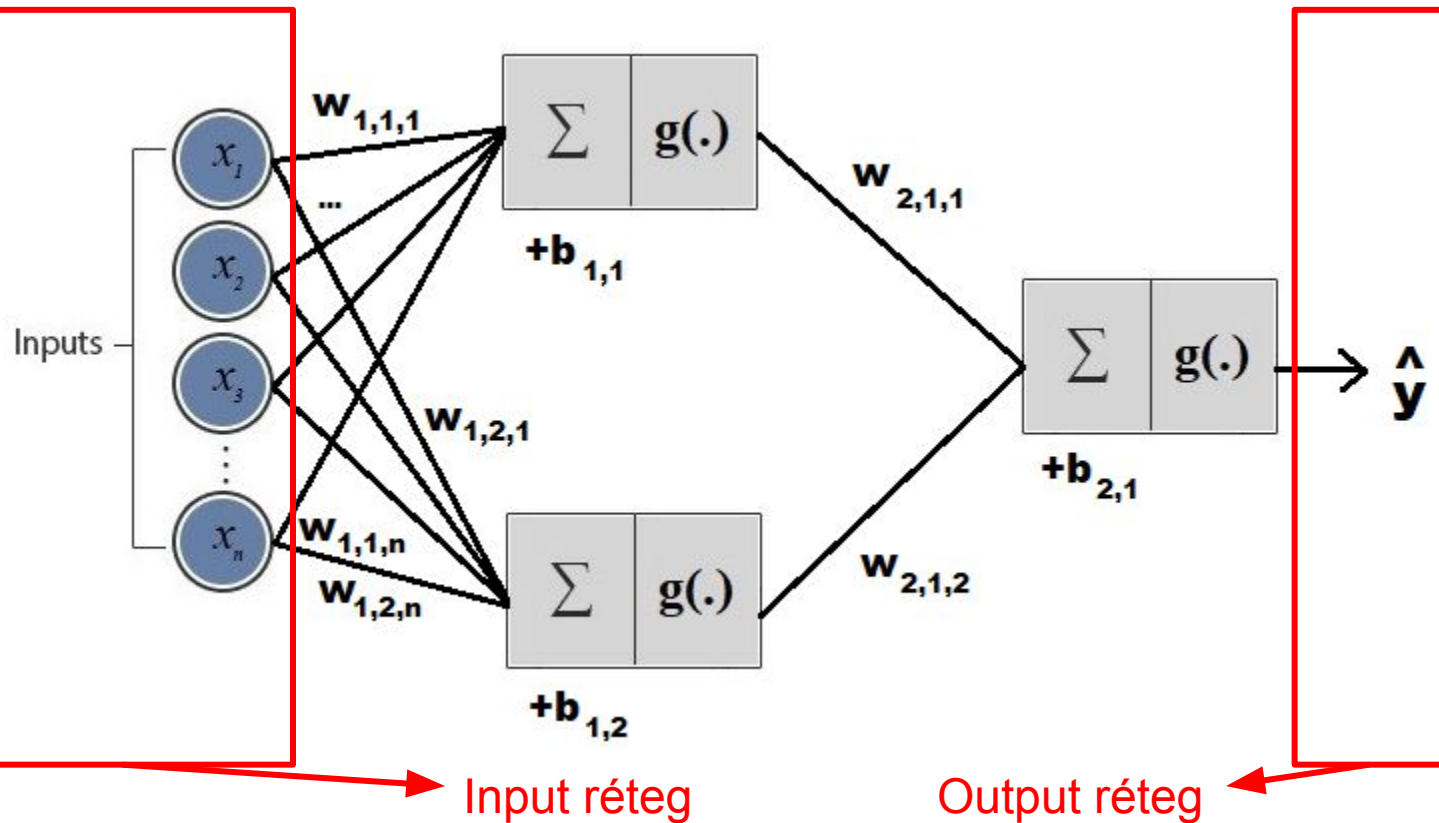 Inputs
x₁
x₂
x₃
⋮
xₙ
w₁,₁,₁
...
w₁,₂,₁
w₁,₁,ₙ
w₁,₂,ₙ
∑ g(.)
+b₁,₁
∑ g(.)
+b₁,₂
w₂,₁,₁
w₂,₁,₂
∑ g(.)
+b₂,₁
ŷ
Input réteg
Output réteg